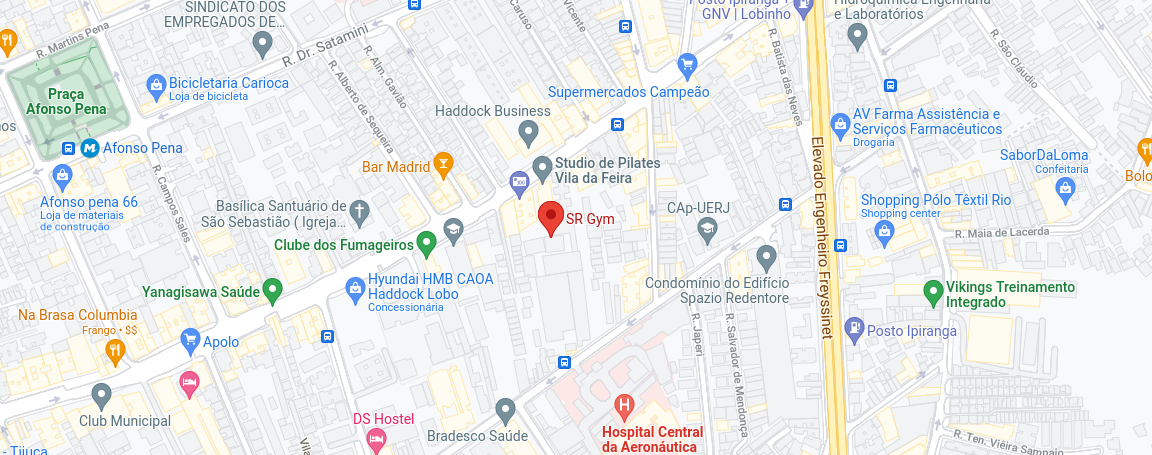 SINDICATO DOS
EMPREGADOS DE...
Caruso
Vicente
Posto Ipiranga
GNV | Lobinho
Hidroquímica Engenharia
e Laboratórios
R. Martins Pena
R. Dr. Satamini
R. Alm. Gavião
R. Alberto de Sequeira
R. Batista das Neves
R. São Cláudio
Praça
Afonso Pena
Bicicletaria Carioca
Loja de bicicleta
Supermercados Campeão
Haddock Business
AV Farma Assistência e
Serviços Farmacêuticos
Drogaria
Afonso Pena
Bar Madrid
Studio de Pilates
Vila da Feira
SaborDaLoma
Confeitaria
Bolo
Afonso pena 66
Loja de materiais
de construção
R. Campos Sales
Basílica Santuário de
São Sebastião ( Igreja...
SR Gym
CAp-UERJ
Elevado Engenheiro Freyssinet
Shopping Pólo Têxtil Rio
Shopping center
R. Maia de Lacerda
Clube dos Fumageiros
Hyundai HMB CAOA
Haddock Lobo
Concessionária
Condomínio do Edifício
Spazio Redentore
Vikings Treinamento
Integrado
Yanagisawa Saúde
Na Brasa Columbia
Frango • $$
Apolo
R. Japeri
R. Salvador de Mendonça
Posto Ipiranga
Club Municipal
DS Hostel
Bradesco Saúde
Hospital Central
da Aeronáutica
R. Ten. Viêira Sampaio
- Tijuca
Vila